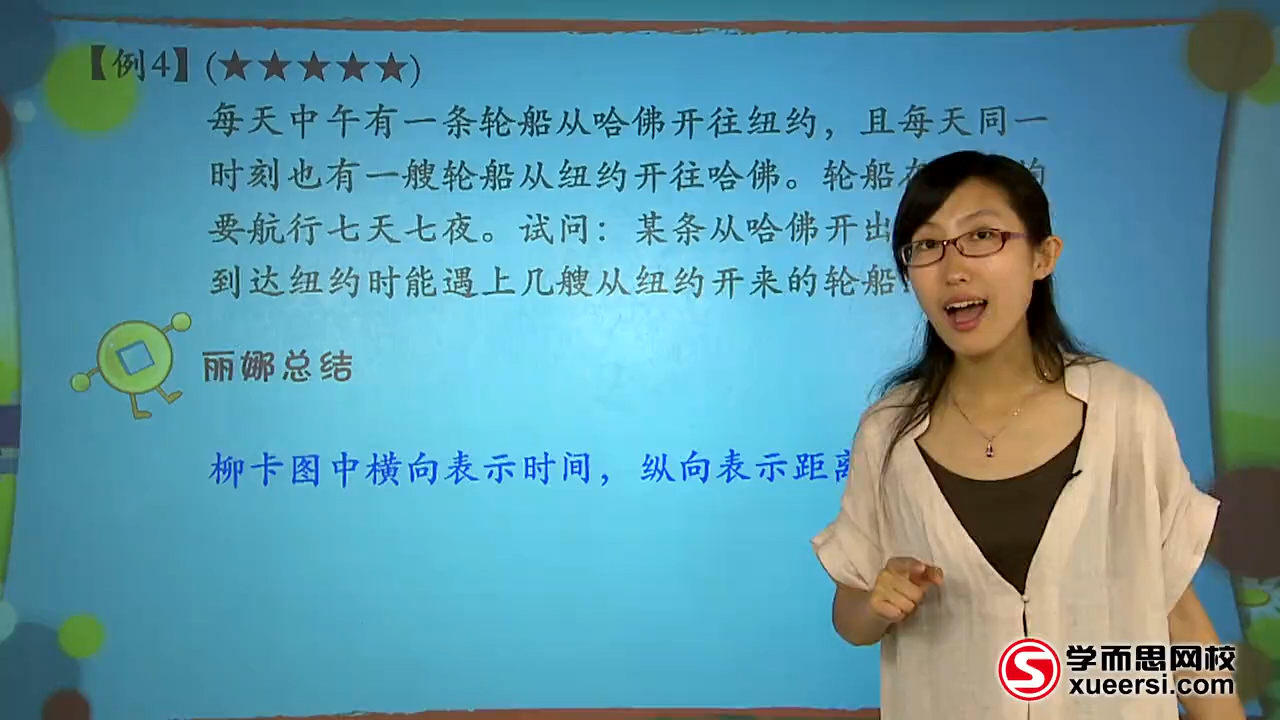 【例4】(★★★★★)
每天中午有一条轮船从哈佛开往纽约，且每天同一
时刻也有一艘轮船从纽约开往哈佛。轮船在
要航行七天七夜。试问：某条从哈佛开出
到达纽约时能遇上几艘从纽约开来的轮船
丽娜总结
柳卡图中横向表示时间，纵向表示距离
学而思网校
xueersi.com